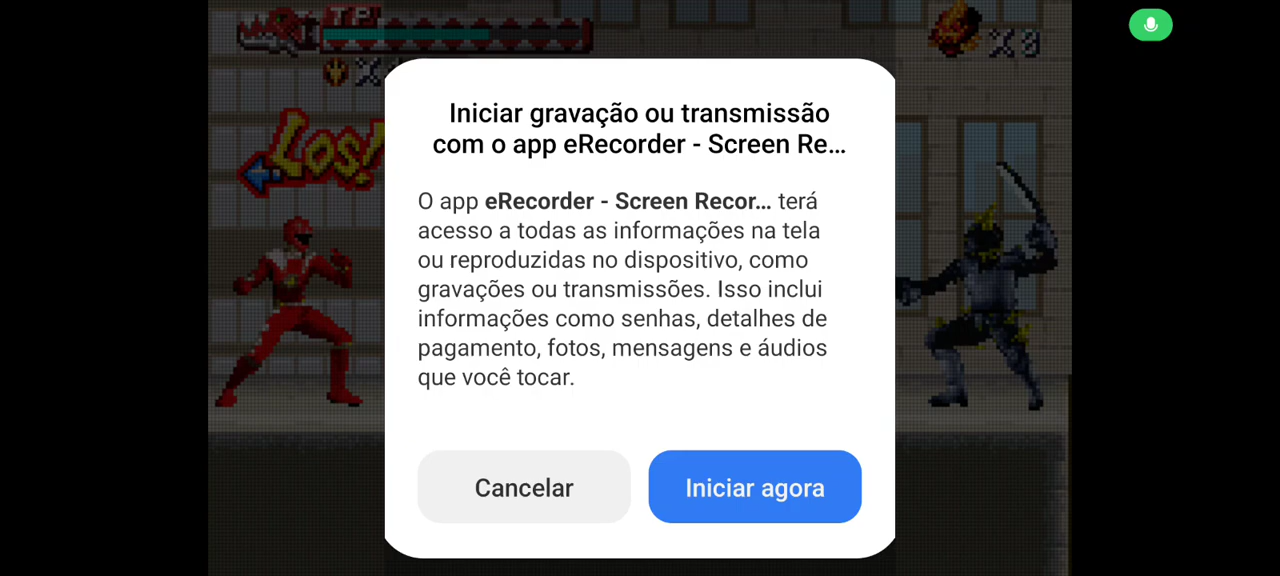 TP
X 3
X
Los!
Iniciar gravação ou transmissão
com o app eRecorder - Screen Re...
O app eRecorder - Screen Recor... terá
acesso a todas as informações na tela
ou reproduzidas no dispositivo, como
gravações ou transmissões. Isso inclui
informações como senhas, detalhes de
pagamento, fotos, mensagens e áudios
que você tocar.
Cancelar
Iniciar agora